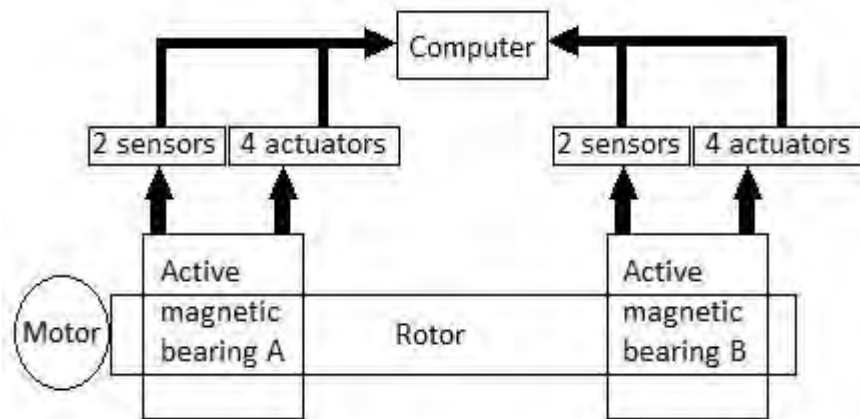 Computer
2 sensors
4 actuators
2 sensors
4 actuators
Active
magnetic
bearing A
Active
magnetic
bearing B
Motor
Rotor